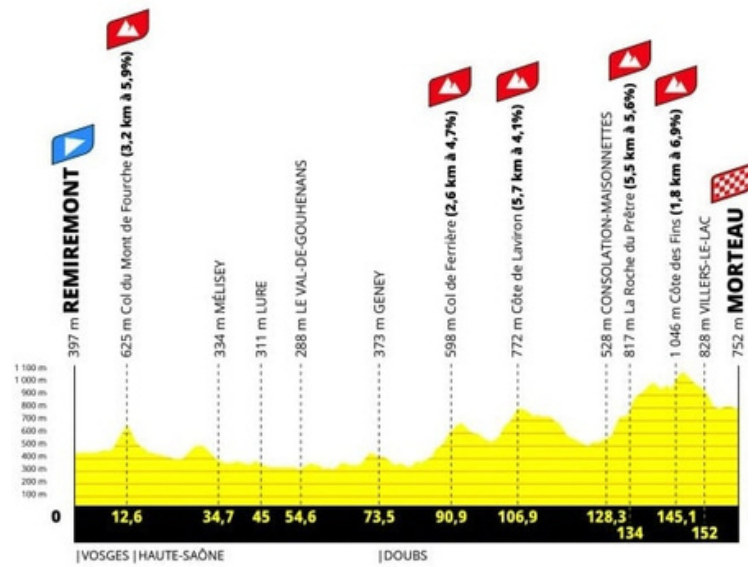 397 m REMIREMONT
625 m Col du Mont de Fourche (3,2 km à 5,9%)
334 m MÉLISEY
311 m LURE
288 m LE VAL-DE-GOUHENANS
373 m GENEY
598 m Col de Ferrière (2,6 km à 4,7%)
772 m Côte de Laviron (5,7 km à 4,1%)
528 m CONSOLATION-MAISONNETTES
817 m La Roche du Prêtre (5,5 km à 5,6%)
1 046 m Côte des Fins (1,8 km à 6,9%)
828 m VILLERS-LE-LAC
752 m MORTEAU
1 100 m
1 000 m
900 m
800 m
700 m
600 m
500 m
400 m
300 m
200 m
100 m
0 12,6 34,7 45 54,6 73,5 90,9 106,9 128,3 145,1
134 152
|VOSGES |HAUTE-SAÔNE |DOUBS